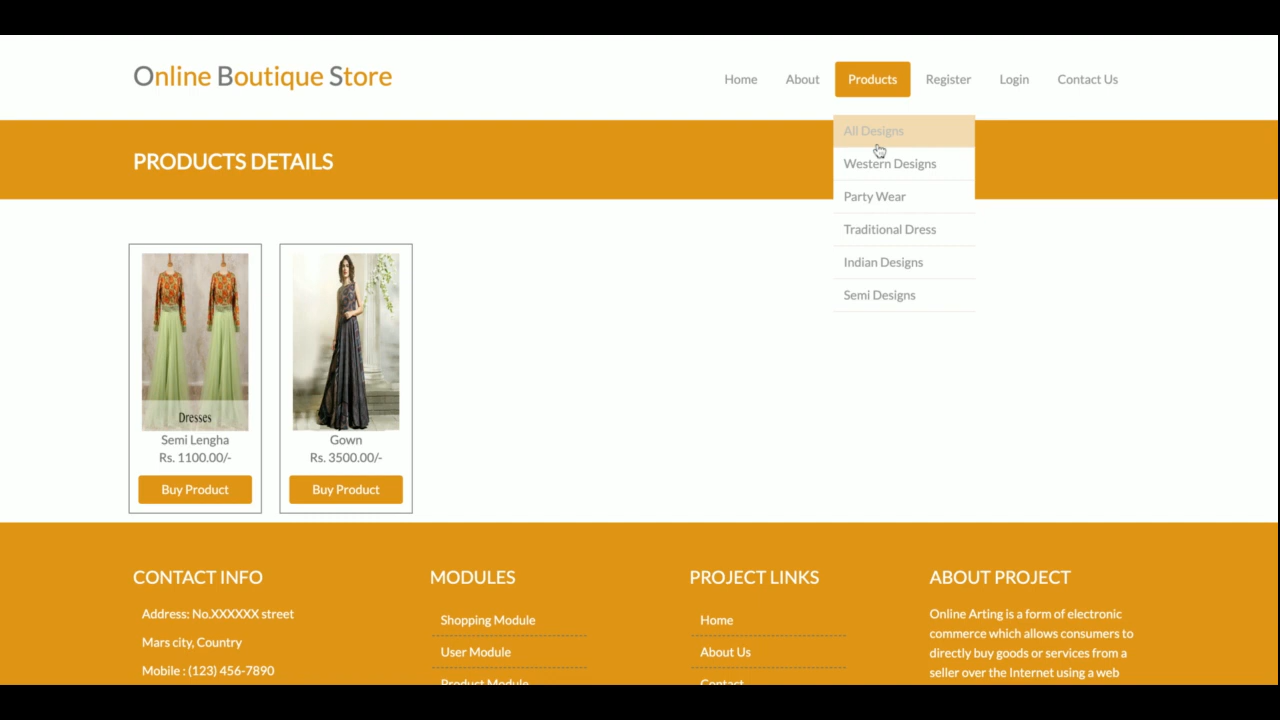 Online Boutique Store
Home
About
Products
Register
Login
Contact Us
All Designs
Western Designs
Party Wear
Traditional Dress
Indian Designs
Semi Designs
PRODUCTS DETAILS
Dresses
Semi Lengha
Rs. 1100.00/-
Buy Product
Gown
Rs. 3500.00/-
Buy Product
CONTACT INFO
Address: No.XXXXXX street
Mars city, Country
Mobile : (123) 456-7890
MODULES
Shopping Module
User Module
Product Module
PROJECT LINKS
Home
About Us
Contact
ABOUT PROJECT
Online Arting is a form of electronic
commerce which allows consumers to
directly buy goods or services from a
seller over the Internet using a web